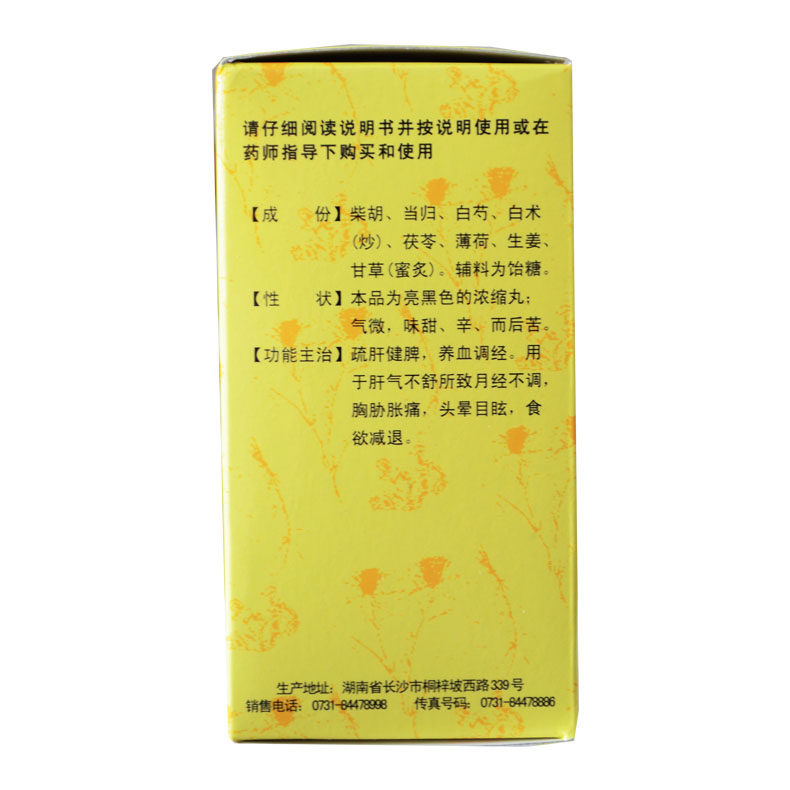 请仔细阅读说明书并按说明使用或在
药师指导下购买和使用
【成　份】柴胡、当归、白芍、白术
(炒)、茯苓、薄荷、生姜、
甘草(蜜炙)。辅料为饴糖。
【性　状】本品为亮黑色的浓缩丸；
气微，味甜、辛、而后苦。
【功能主治】疏肝健脾，养血调经。用
于肝气不舒所致月经不调，
胸胁胀痛，头晕目眩，食
欲减退。
生产地址：湖南省长沙市桐梓坡西路339号
销售电话：0731-84478998　传真号码：0731-84478886